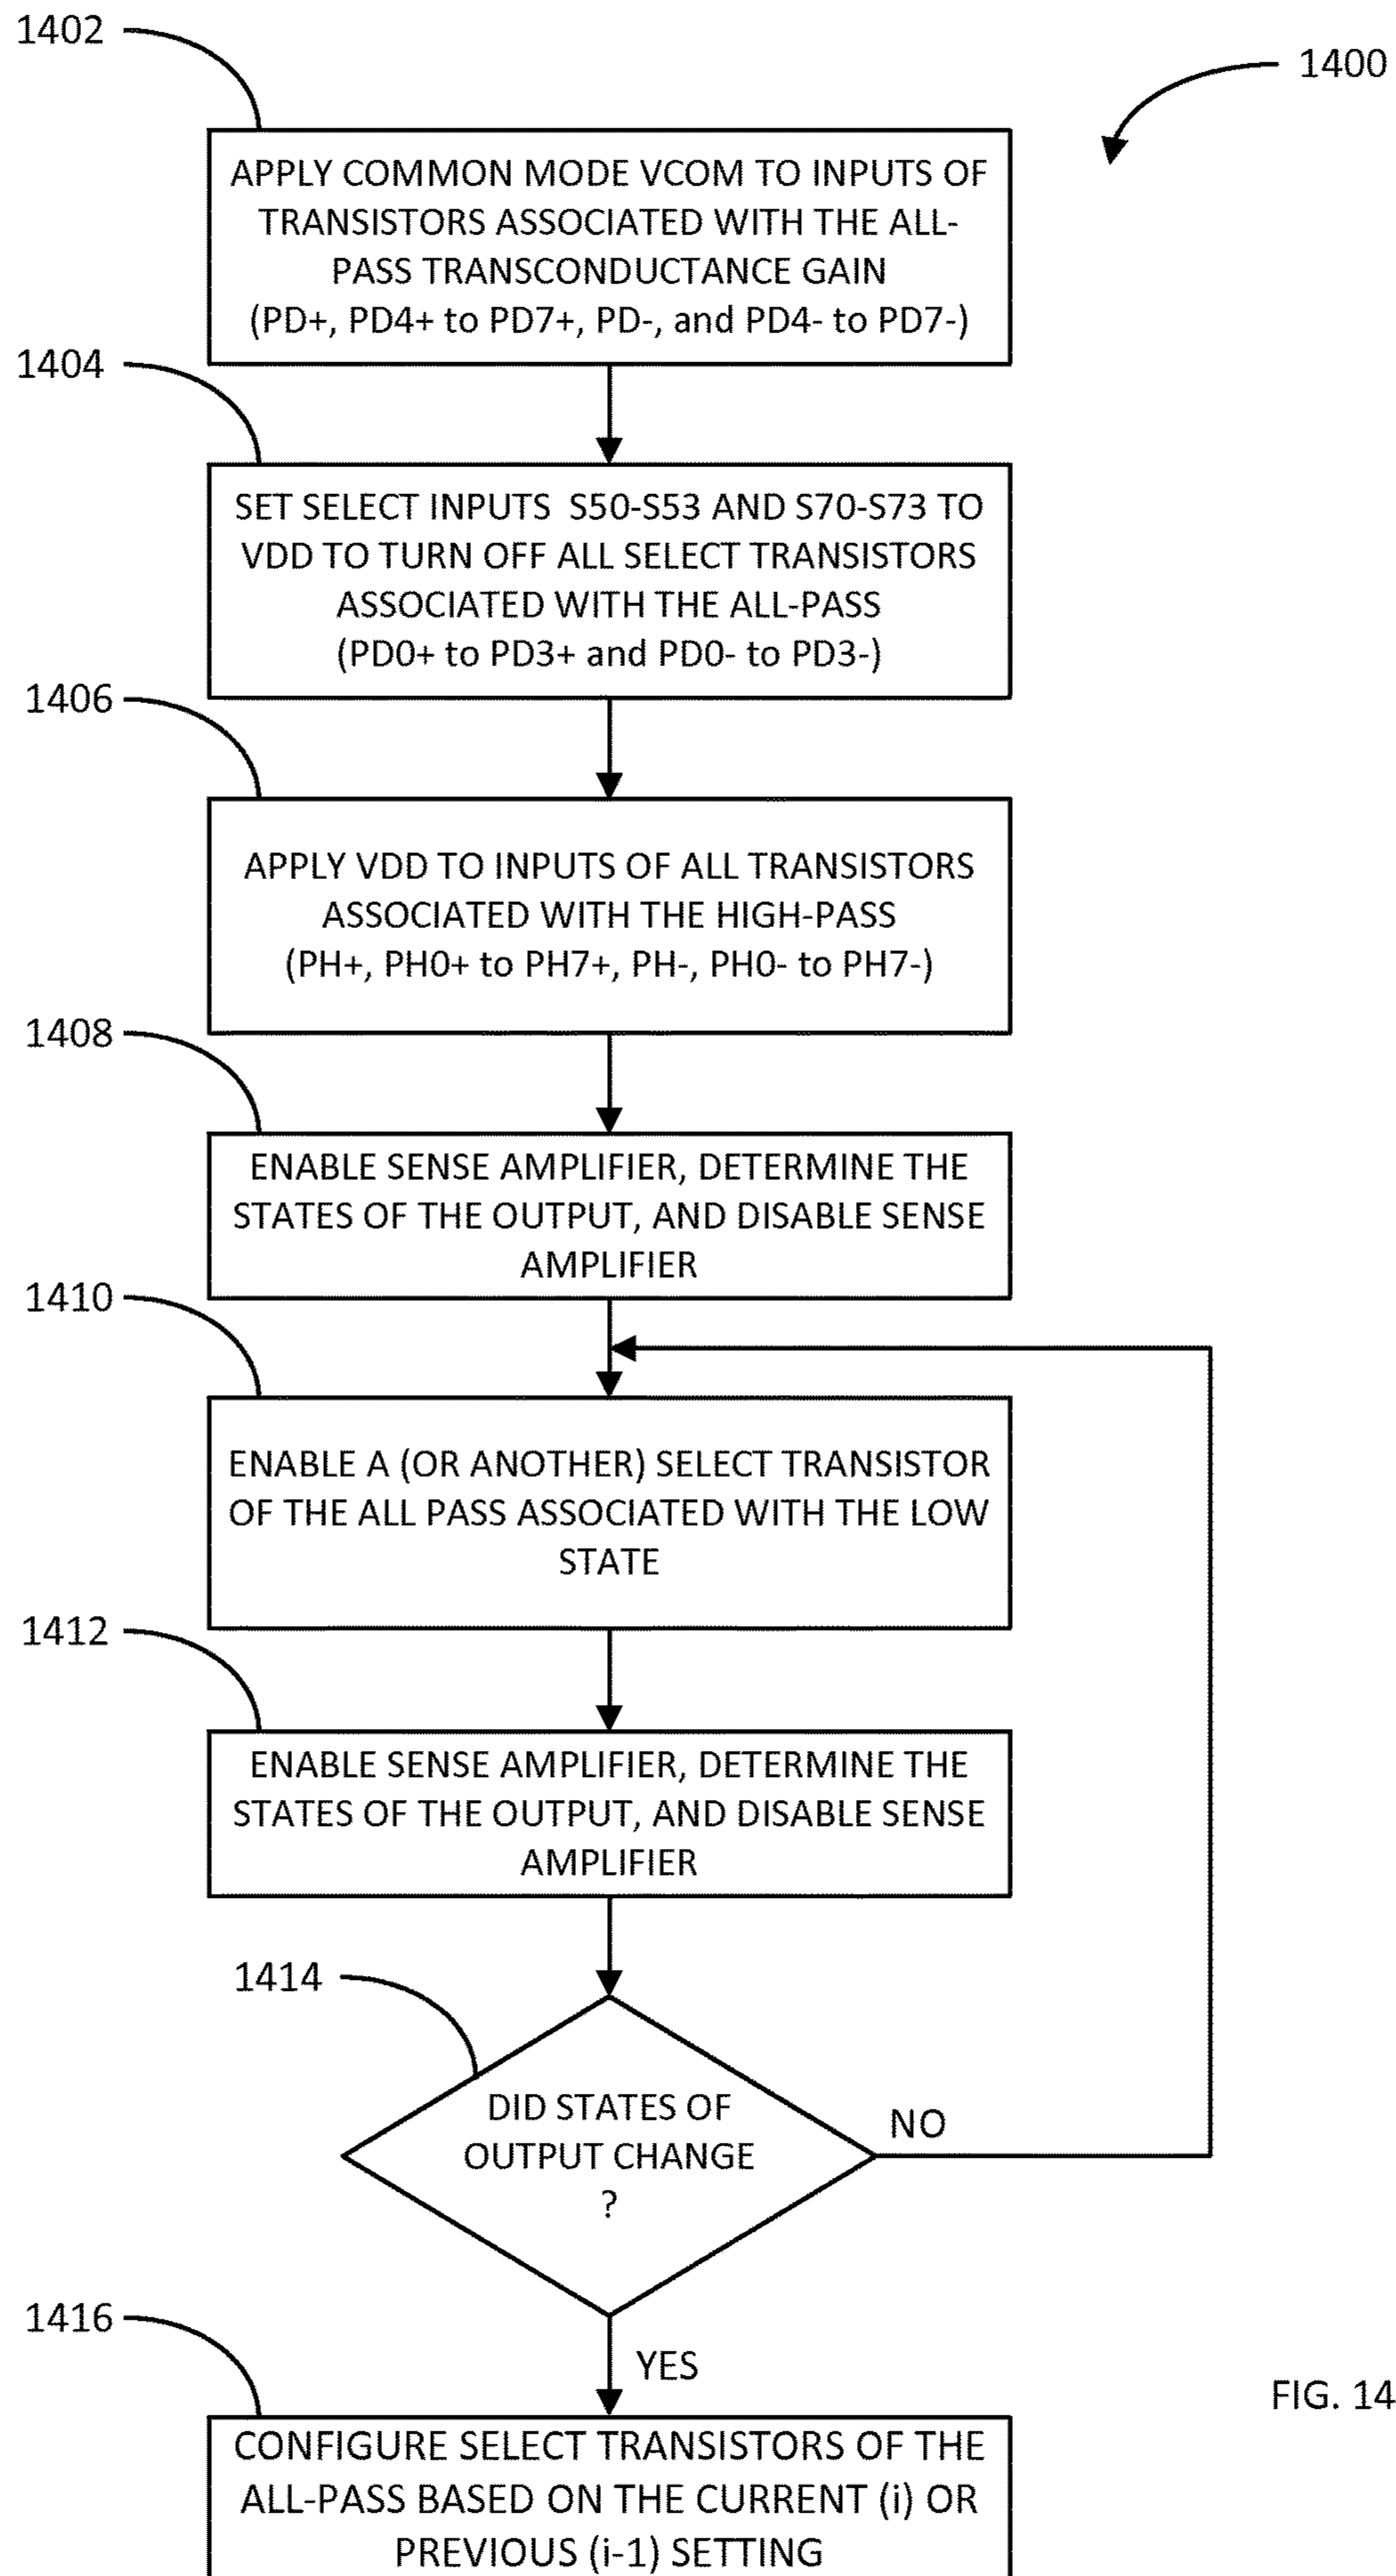 1402
1400
APPLY COMMON MODE VCOM TO INPUTS OF
TRANSISTORS ASSOCIATED WITH THE ALL-
PASS TRANSCONDUCTANCE GAIN
(PD+, PD4+ to PD7+, PD-, and PD4- to PD7-)
1404
SET SELECT INPUTS S50-S53 AND S70-S73 TO
VDD TO TURN OFF ALL SELECT TRANSISTORS
ASSOCIATED WITH THE ALL-PASS
(PD0+ to PD3+ and PD0- to PD3-)
1406
APPLY VDD TO INPUTS OF ALL TRANSISTORS
ASSOCIATED WITH THE HIGH-PASS
(PH+, PH0+ to PH7+, PH-, PH0- to PH7-)
1408
ENABLE SENSE AMPLIFIER, DETERMINE THE
STATES OF THE OUTPUT, AND DISABLE SENSE
AMPLIFIER
1410
ENABLE A (OR ANOTHER) SELECT TRANSISTOR
OF THE ALL PASS ASSOCIATED WITH THE LOW
STATE
1412
ENABLE SENSE AMPLIFIER, DETERMINE THE
STATES OF THE OUTPUT, AND DISABLE SENSE
AMPLIFIER
1414
DID STATES OF
OUTPUT CHANGE
?
NO
YES
1416
CONFIGURE SELECT TRANSISTORS OF THE
ALL-PASS BASED ON THE CURRENT (i) OR
PREVIOUS (i-1) SETTING
FIG. 14